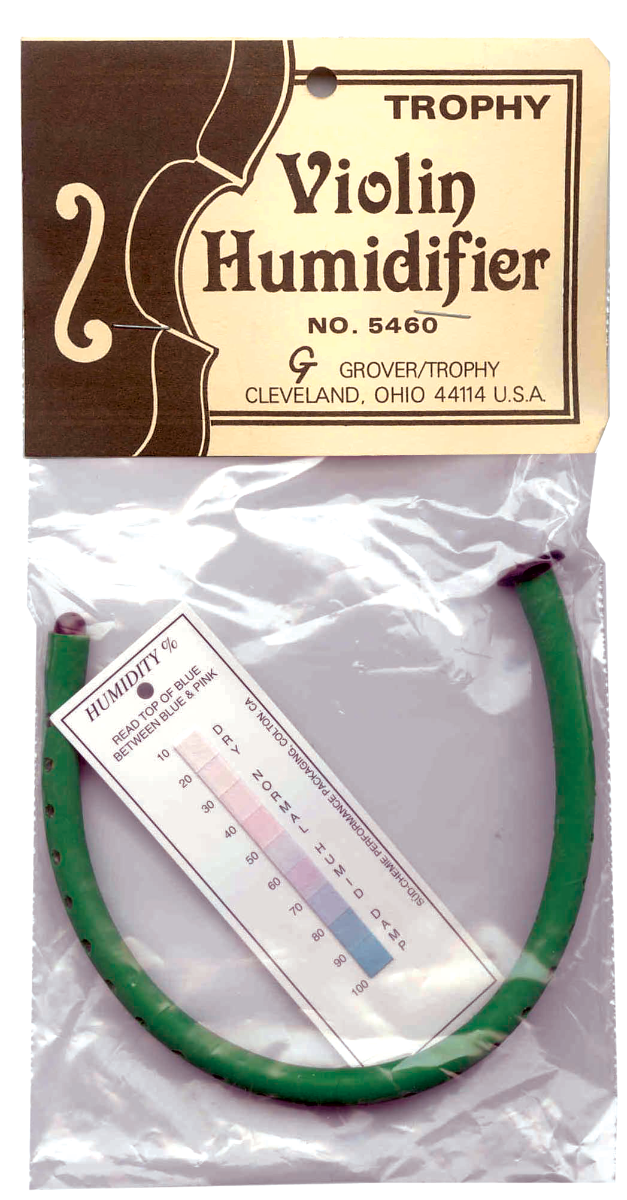 TROPHY
Violin
Humidifier
NO. 5460
G GROVER/TROPHY
CLEVELAND, OHIO 44114 U.S.A.
HUMIDITY %
READ TOP OF BLUE
BETWEEN BLUE & PINK
10
20
30
40
50
60
70
80
90
100
DRY
NORMAL
HUMID
DAMP
SÜD-CHEMIE PERFORMANCE PACKAGING, COLTON, CA